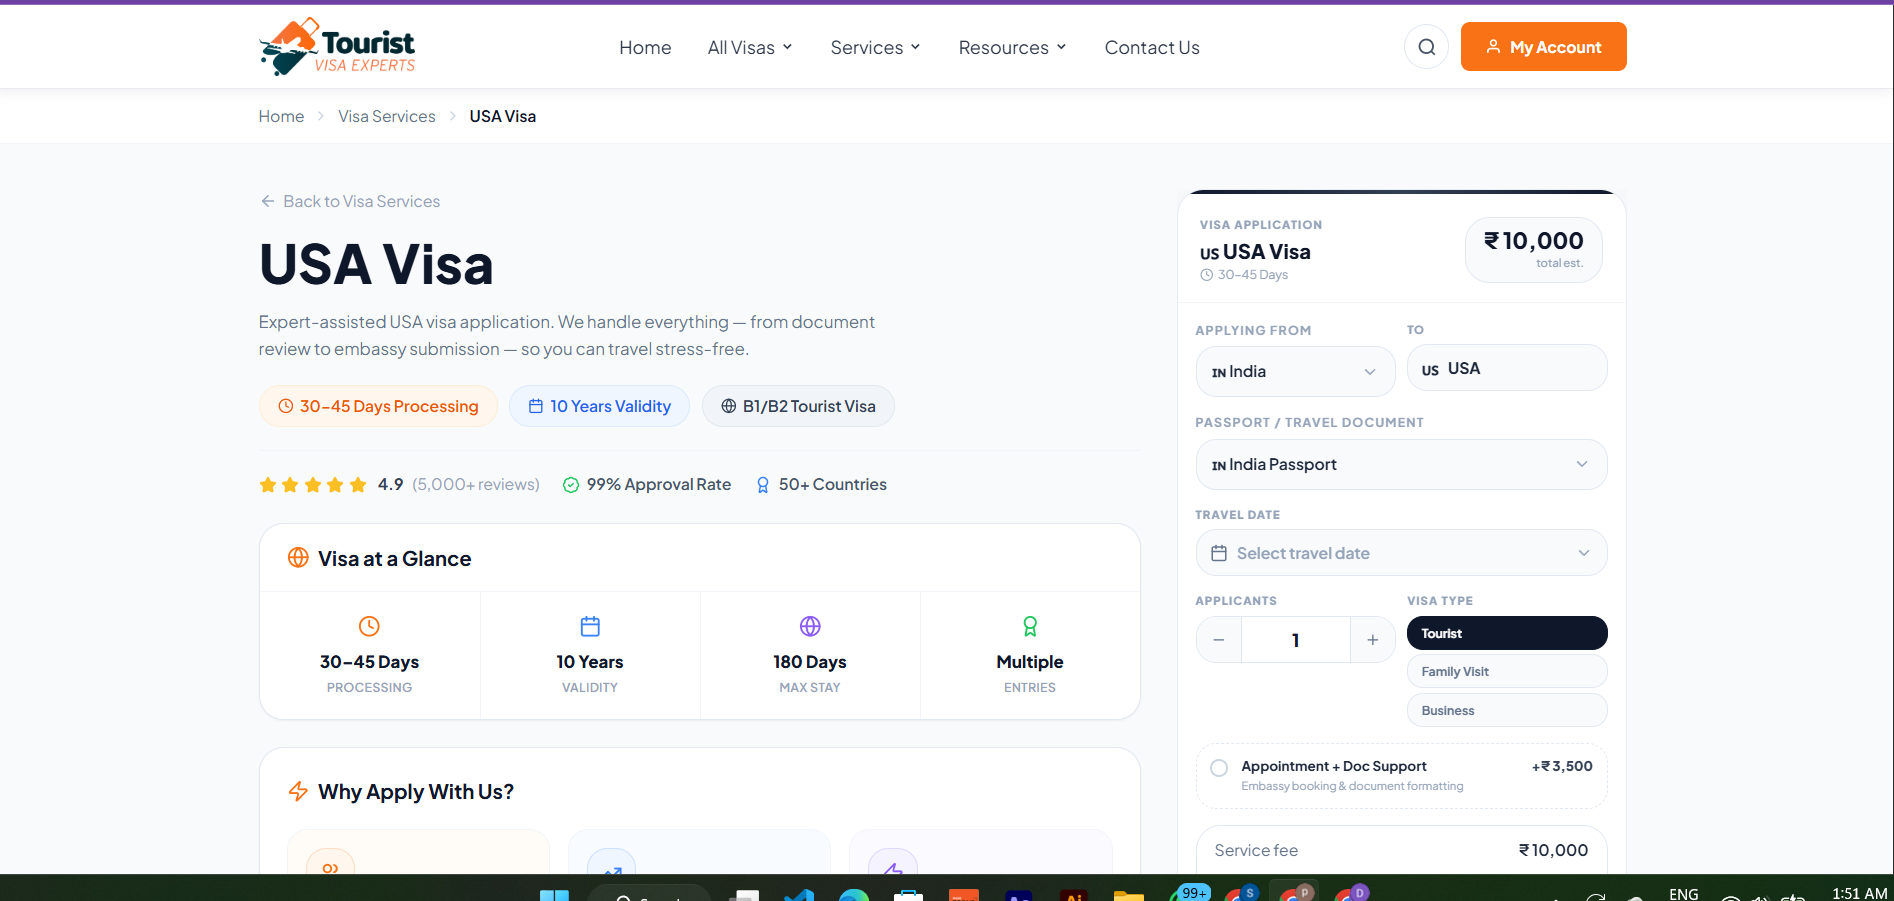 Tourist
VISA EXPERTS
Home
All Visas
Services
Resources
Contact Us
My Account
Home
Visa Services
USA Visa
Back to Visa Services
USA Visa
Expert-assisted USA visa application. We handle everything — from document
review to embassy submission — so you can travel stress-free.
30–45 Days Processing
10 Years Validity
B1/B2 Tourist Visa
4.9 (5,000+ reviews)
99% Approval Rate
50+ Countries
Visa at a Glance
30–45 Days
PROCESSING
10 Years
VALIDITY
180 Days
MAX STAY
Multiple
ENTRIES
Why Apply With Us?
VISA APPLICATION
US USA Visa
30–45 Days
₹10,000
total est.
APPLYING FROM
IN India
TO
US USA
PASSPORT / TRAVEL DOCUMENT
IN India Passport
TRAVEL DATE
Select travel date
APPLICANTS
1
VISA TYPE
Tourist
Family Visit
Business
Appointment + Doc Support
+₹3,500
Embassy booking & document formatting
Service fee
₹10,000
99+
S
P
D
ENG
1:51 AM